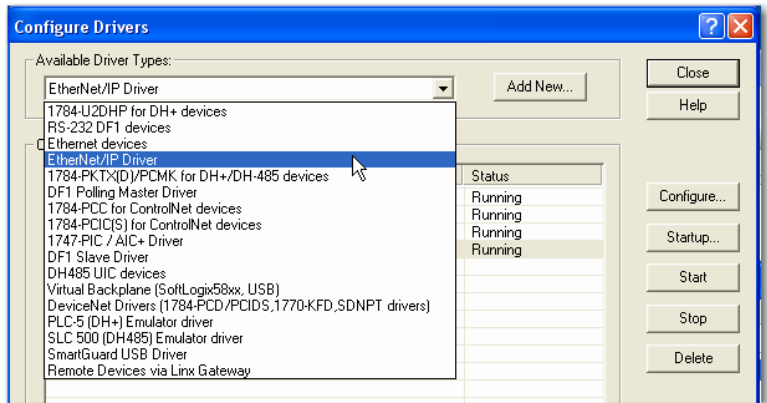 Configure Drivers
Available Driver Types:
EtherNet/IP Driver
Add New...
Close
Help
1784-U2DHP for DH+ devices
RS-232 DF1 devices
Ethernet devices
EtherNet/IP Driver
1784-PKTX(D)/PCMK for DH+/DH-485 devices
DF1 Polling Master Driver
1784-PCC for ControlNet devices
1784-PCIC(S) for ControlNet devices
1747-PIC / AIC+ Driver
DF1 Slave Driver
DH485 UIC devices
Virtual Backplane (SoftLogix58xx, USB)
DeviceNet Drivers (1784-PCD/PCIDS,1770-KFD,SDNPT drivers)
PLC-5 (DH+) Emulator driver
SLC 500 (DH485) Emulator driver
SmartGuard USB Driver
Remote Devices via Linx Gateway
Status
Running
Running
Running
Running
Configure...
Startup...
Start
Stop
Delete